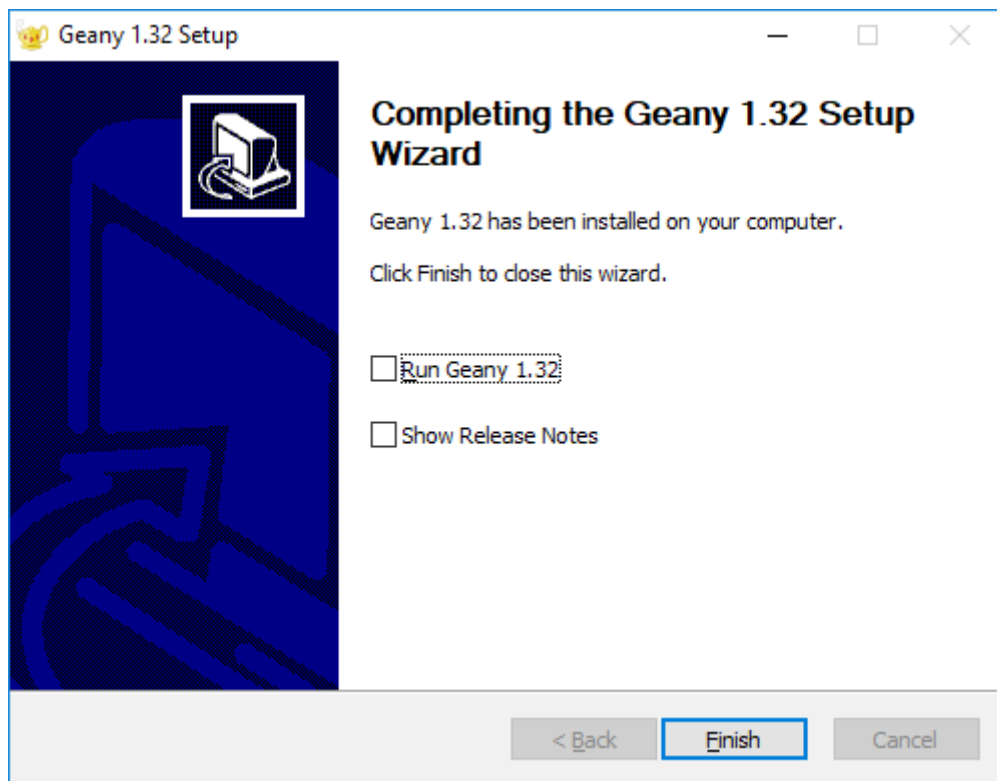 Geany 1.32 Setup
Completing the Geany 1.32 Setup
Wizard
Geany 1.32 has been installed on your computer.
Click Finish to close this wizard.
Run Geany 1.32
Show Release Notes
< Back Finish Cancel